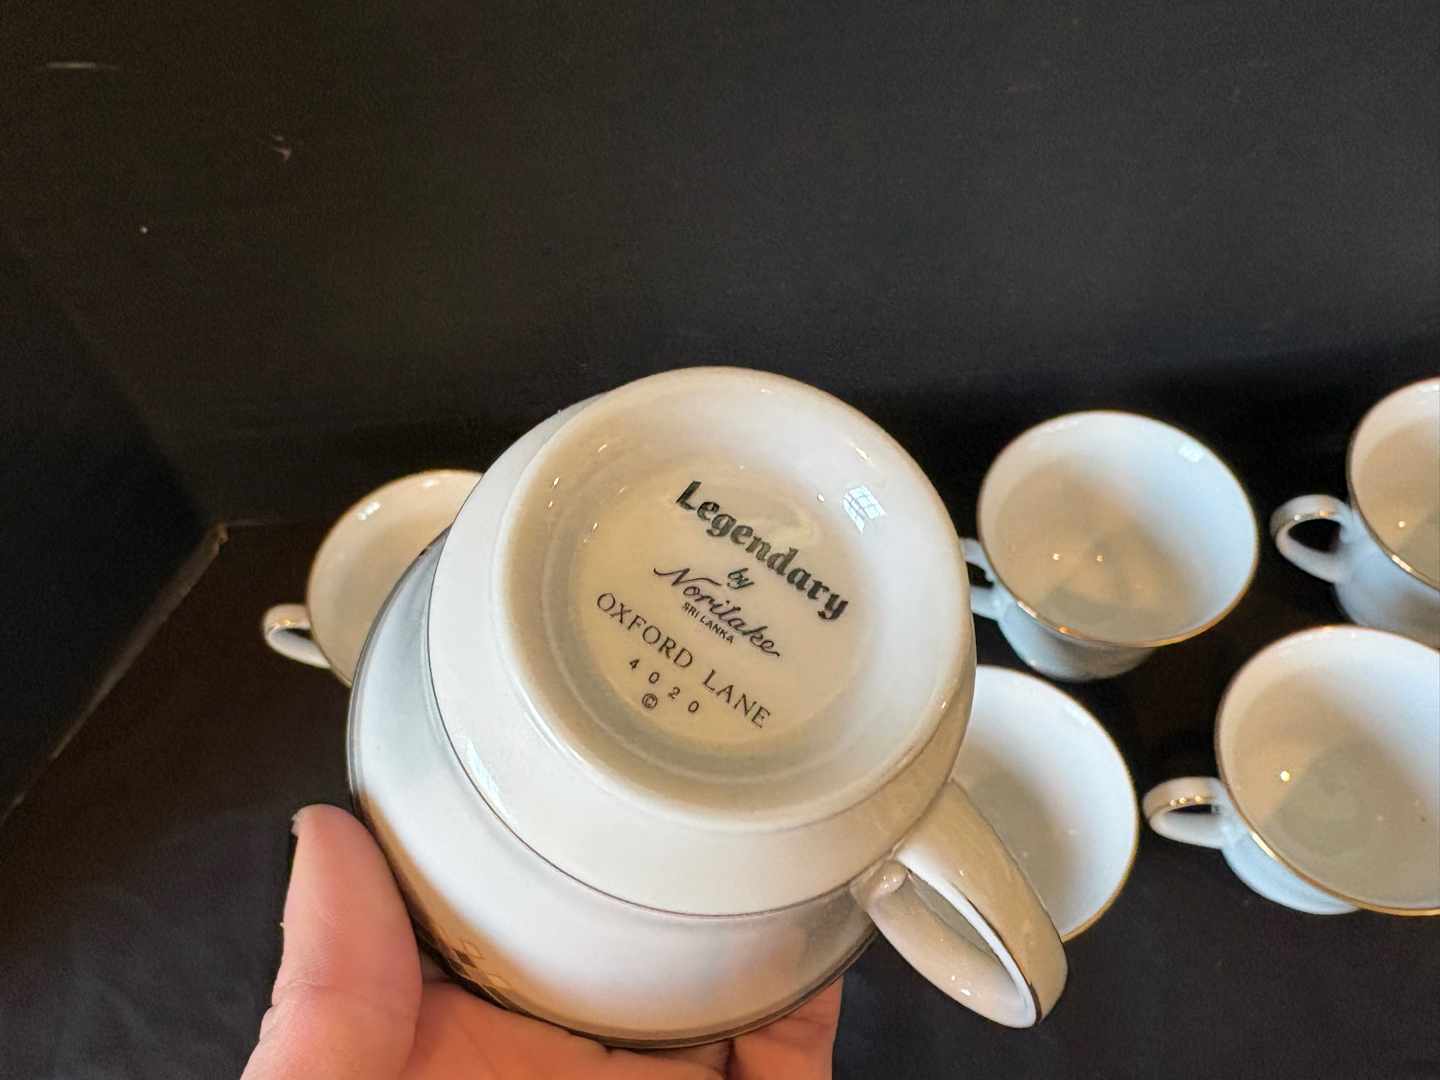 Legendary
by
Noritake
SRI LANKA
OXFORD LANE
4020
©